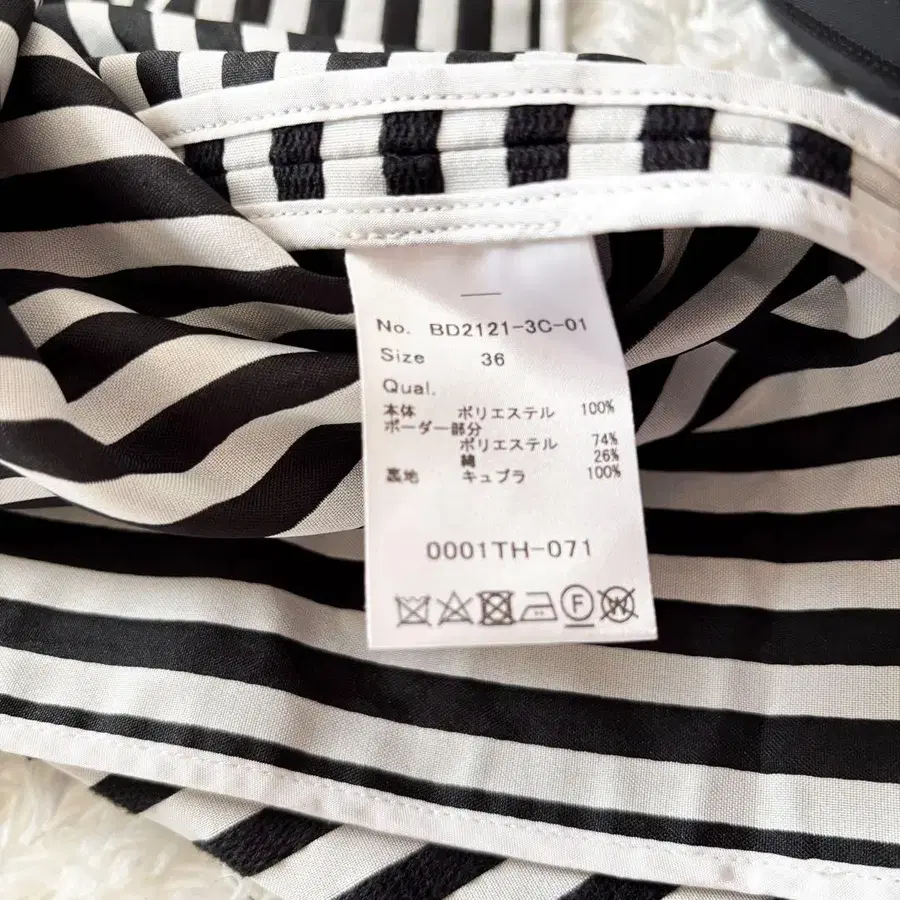 No. BD2121-3C-01
Size 36
Qual.
本体 ポリエステル 100%
ボーダー部分
ポリエステル 74%
綿 26%
裏地 キュプラ 100%
0001TH-071
F W